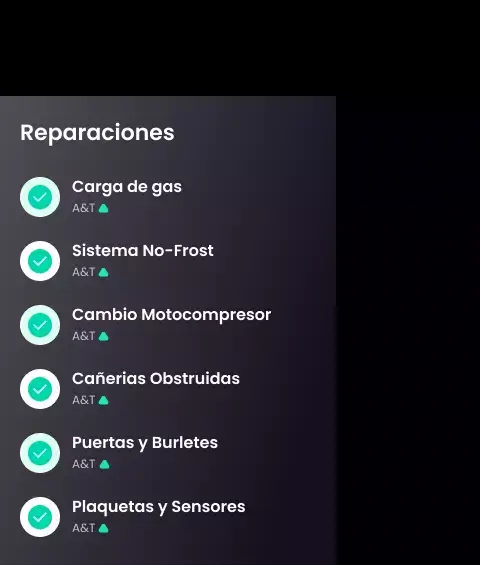 Reparaciones
Carga de gas
A&T
Sistema No-Frost
A&T
Cambio Motocompresor
A&T
Cañerias Obstruidas
A&T
Puertas y Burletes
A&T
Plaquetas y Sensores
A&T